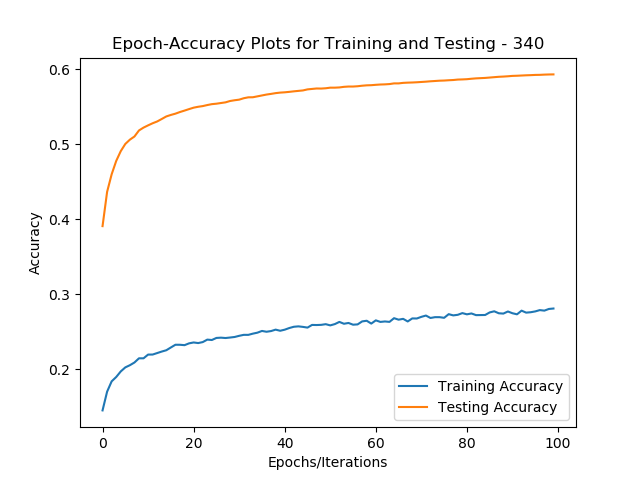 Epoch-Accuracy Plots for Training and Testing - 340
0.6
0.5
0.4
0.3
0.2
Accuracy
0
20
40
60
80
100
Epochs/Iterations
Training Accuracy
Testing Accuracy